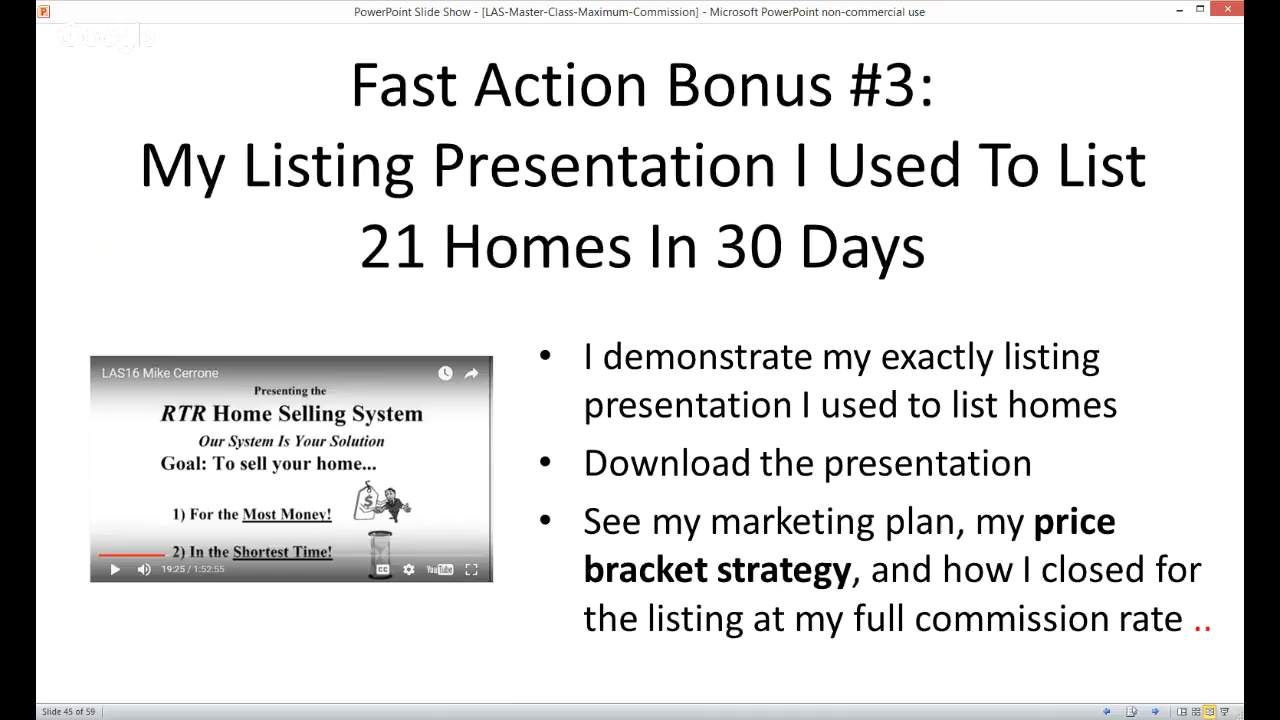 PowerPoint Slide Show - [LAS-Master-Class-Maximum-Commission] - Microsoft PowerPoint non-commercial use
Google
Fast Action Bonus #3:
My Listing Presentation I Used To List
21 Homes In 30 Days
LAS16 Mike Cerrone
Presenting the
RTR Home Selling System
Our System Is Your Solution
Goal: To sell your home...
1) For the Most Money!
2) In the Shortest Time!
19:25 / 1:52:55
CC
YouTube
• I demonstrate my exactly listing
presentation I used to list homes
• Download the presentation
• See my marketing plan, my price
bracket strategy, and how I closed for
the listing at my full commission rate ..
Slide 45 of 59